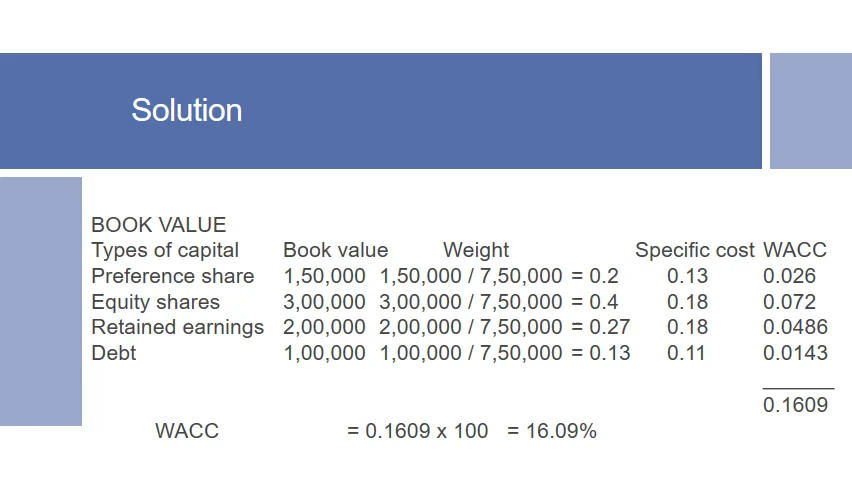 Solution
BOOK VALUE
Types of capital Book value Weight Specific cost WACC
Preference share 1,50,000 1,50,000 / 7,50,000 = 0.2 0.13 0.026
Equity shares 3,00,000 3,00,000 / 7,50,000 = 0.4 0.18 0.072
Retained earnings 2,00,000 2,00,000 / 7,50,000 = 0.27 0.18 0.0486
Debt 1,00,000 1,00,000 / 7,50,000 = 0.13 0.11 0.0143
0.1609
WACC = 0.1609 x 100 = 16.09%